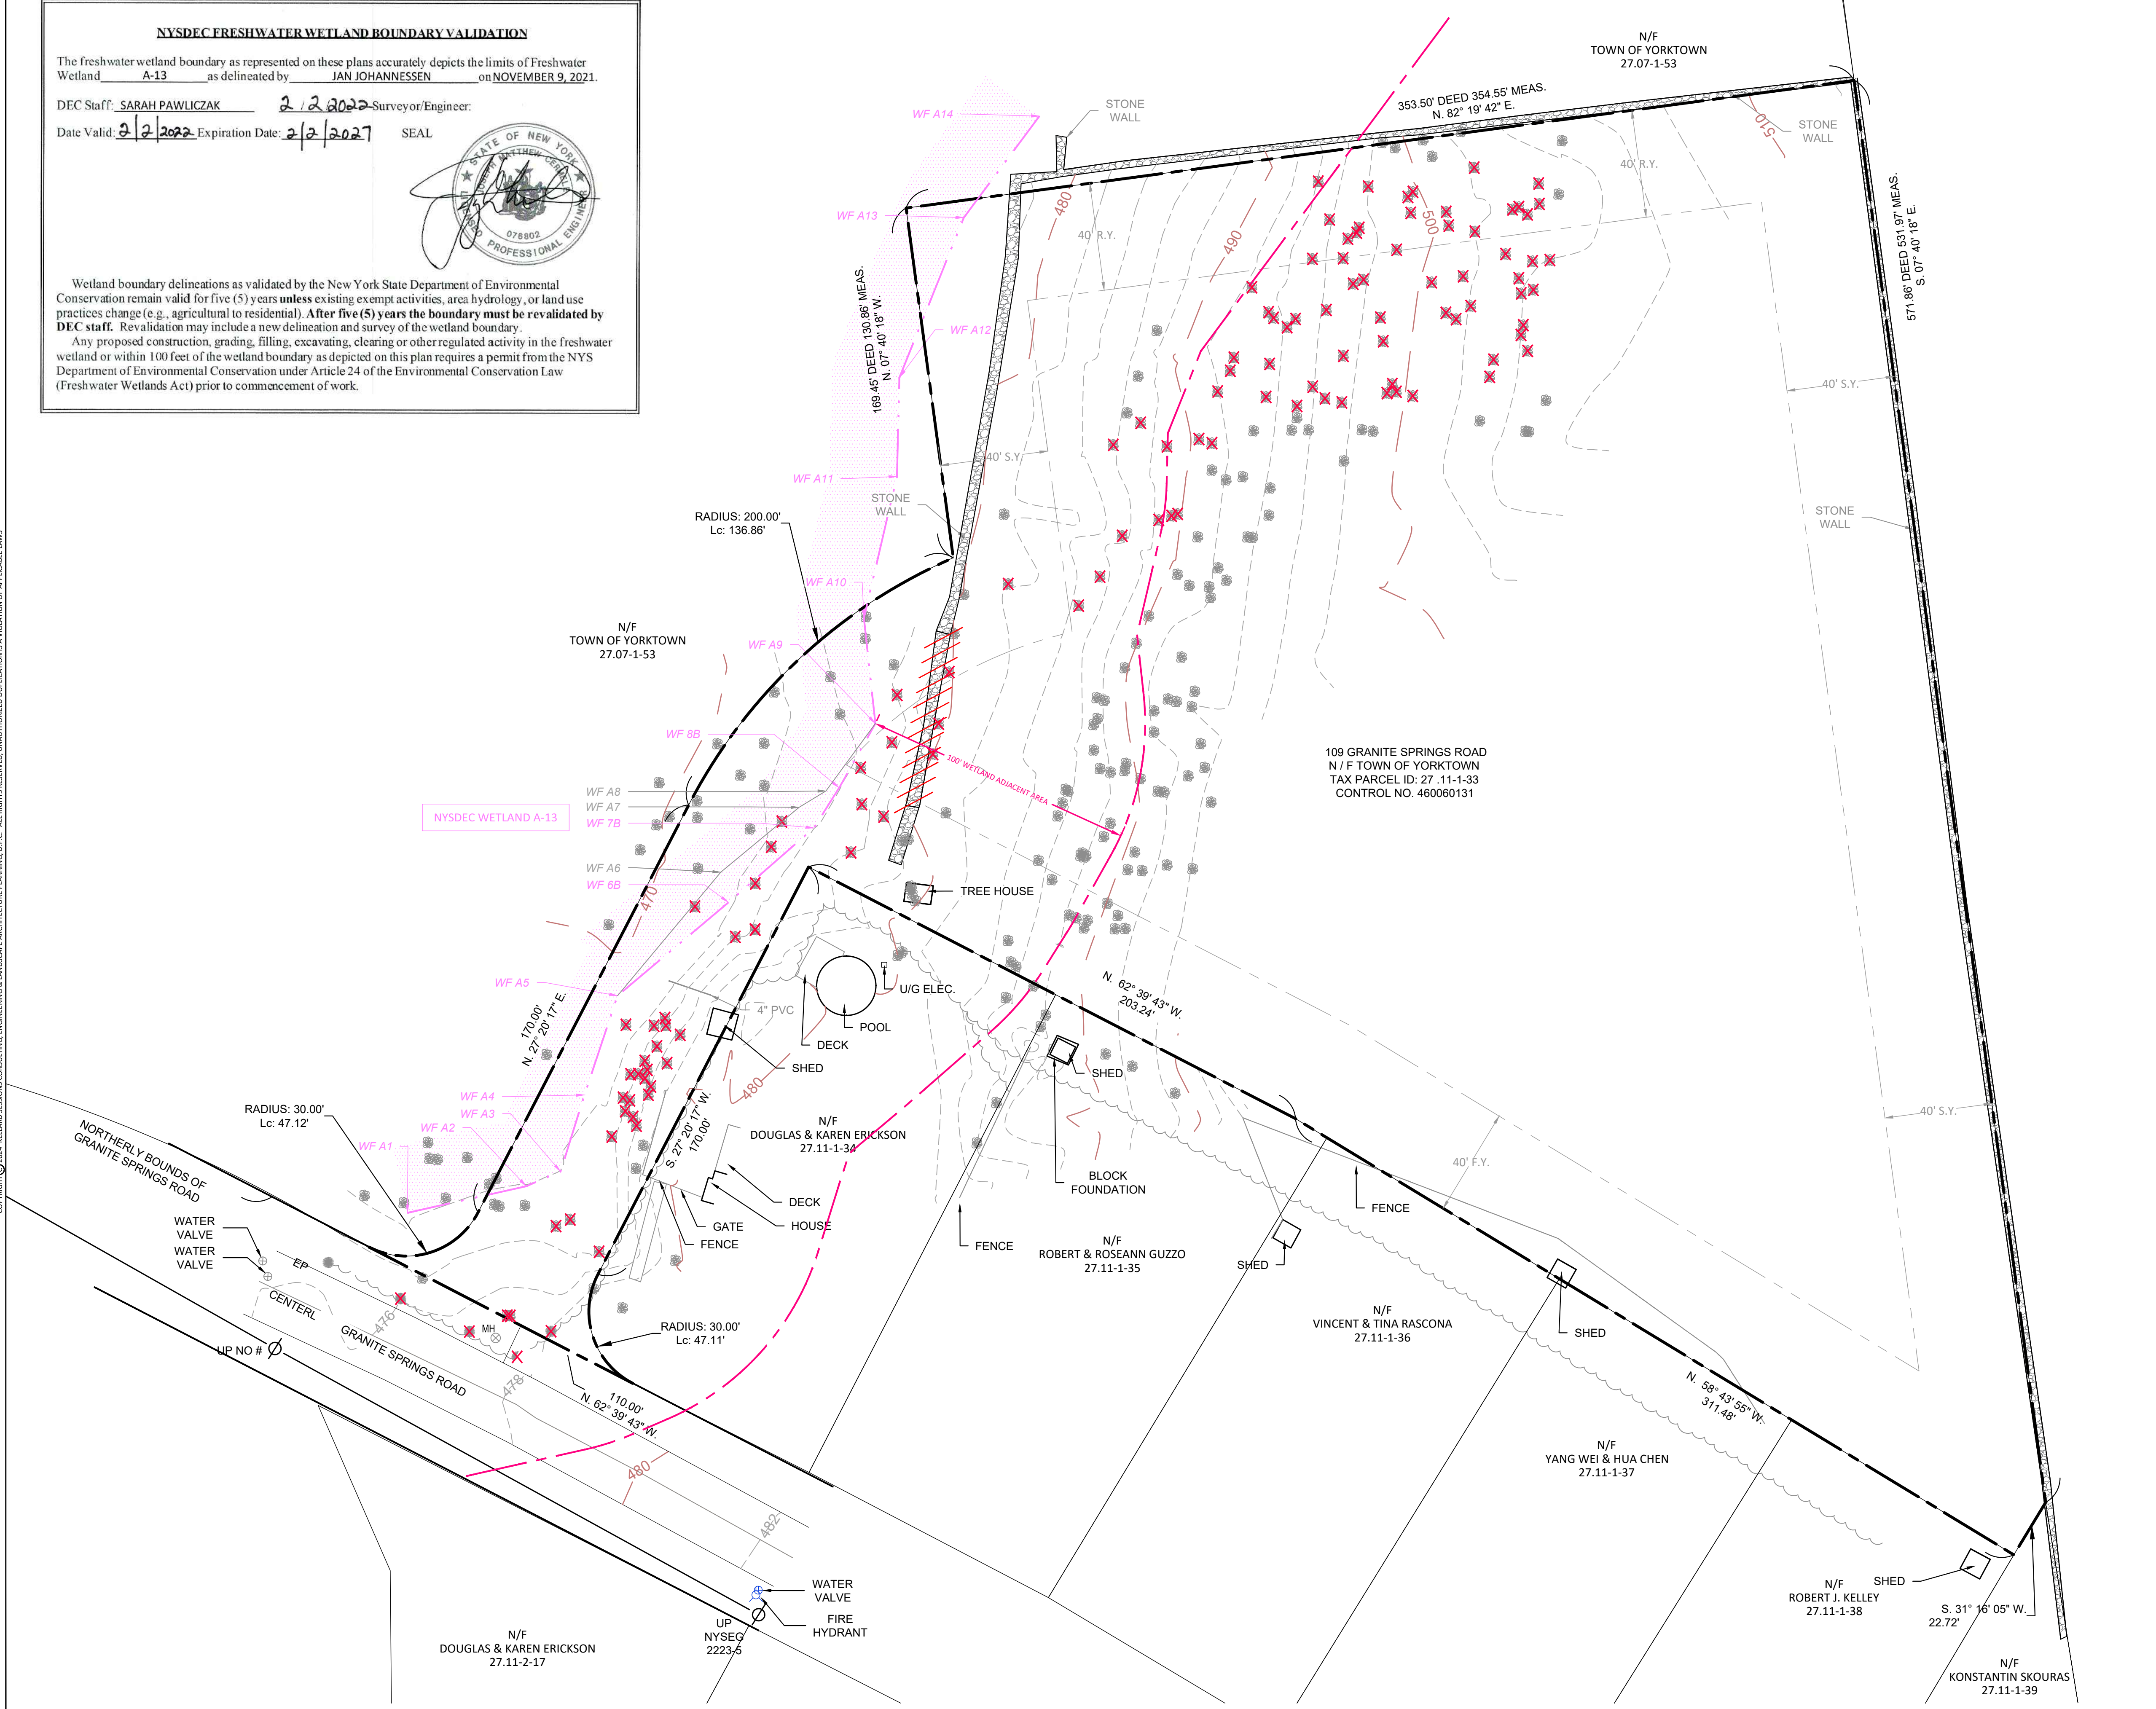 NYSDEC FRESHWATER WETLAND BOUNDARY VALIDATION
The freshwater wetland boundary as represented on these plans accurately depicts the limits of Freshwater
Wetland A-13 as delineated by JAN JOHANNESSEN on NOVEMBER 9, 2021.
DEC Staff: SARAH PAWLICZAK 2/2/2022 Surveyor/Engineer:
Date Valid: 2/2/2022 Expiration Date: 2/2/2027 SEAL
STATE OF NEW YORK
JOSEPH MATTHEW
LICENSED PROFESSIONAL ENGINEER
076802
Wetland boundary delineations as validated by the New York State Department of Environmental
Conservation remain valid for five (5) years unless existing exempt activities, area hydrology, or land use
practices change (e.g., agricultural to residential). After five (5) years the boundary must be revalidated by
DEC staff. Revalidation may include a new delineation and survey of the wetland boundary.
Any proposed construction, grading, filling, excavating, clearing or other regulated activity in the freshwater
wetland or within 100 feet of the wetland boundary as depicted on this plan requires a permit from the NYS
Department of Environmental Conservation under Article 24 of the Environmental Conservation Law
(Freshwater Wetlands Act) prior to commencement of work.
N/F
TOWN OF YORKTOWN
27.07-1-53
353.50' DEED 354.55' MEAS.
N. 82° 19' 42" E.
STONE
WALL
510
STONE
WALL
WF A14
WF A13
WF A12
WF A11
WF A10
WF A9
WF 8B
WF A8
WF A7
WF 7B
WF A6
WF 6B
WF A5
WF A4
WF A3
WF A2
WF A1
480
490
500
40' R.Y.
40' R.Y.
169.45' DEED 130.86' MEAS.
N. 07° 40' 18" W.
571.86' DEED 531.97' MEAS.
S. 07° 40' 18" E.
40' S.Y.
40' S.Y.
STONE
WALL
STONE
WALL
RADIUS: 200.00'
Lc: 136.86'
N/F
TOWN OF YORKTOWN
27.07-1-53
100' WETLAND ADJACENT AREA
109 GRANITE SPRINGS ROAD
N / F TOWN OF YORKTOWN
TAX PARCEL ID: 27 .11-1-33
CONTROL NO. 460060131
NYSDEC WETLAND A-13
470
TREE HOUSE
U/G ELEC.
POOL
4" PVC
DECK
SHED
480
170.00'
N. 27° 20' 17" E.
N. 62° 39' 43" W.
203.24'
SHED
RADIUS: 30.00'
Lc: 47.12'
NORTHERLY BOUNDS OF
GRANITE SPRINGS ROAD
S. 27° 20' 17" W.
170.00'
N/F
DOUGLAS & KAREN ERICKSON
27.11-1-34
DECK
HOUSE
GATE
FENCE
BLOCK
FOUNDATION
FENCE
40' F.Y.
40' S.Y.
FENCE
WATER
VALVE
WATER
VALVE
EP
CENTERL
476
MH
GRANITE SPRINGS ROAD
UP NO #
478
N/F
ROBERT & ROSEANN GUZZO
27.11-1-35
SHED
N/F
VINCENT & TINA RASCONA
27.11-1-36
SHED
RADIUS: 30.00'
Lc: 47.11'
110.00'
N. 62° 39' 43" W.
480
482
N. 58° 43' 55" W.
311.48'
N/F
YANG WEI & HUA CHEN
27.11-1-37
WATER
VALVE
FIRE
HYDRANT
UP
NYSEG
2223-5
N/F
DOUGLAS & KAREN ERICKSON
27.11-2-17
SHED
N/F
ROBERT J. KELLEY
27.11-1-38
S. 31° 16' 05" W.
22.72'
N/F
KONSTANTIN SKOURAS
27.11-1-39